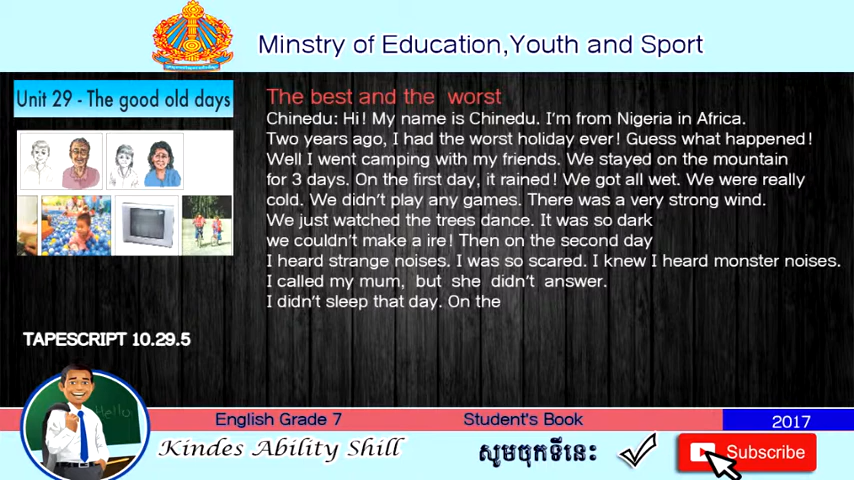 Minstry of Education,Youth and Sport
Unit 29 - The good old days
The best and the worst
Chinedu: Hi! My name is Chinedu. I'm from Nigeria in Africa.
Two years ago, I had the worst holiday ever! Guess what happened!
Well I went camping with my friends. We stayed on the mountain
for 3 days. On the first day, it rained! We got all wet. We were really
cold. We didn't play any games. There was a very strong wind.
We just watched the trees dance. It was so dark
we couldn't make a ire! Then on the second day
I heard strange noises. I was so scared. I knew I heard monster noises.
I called my mum, but she didn't answer.
I didn't sleep that day. On the
TAPESCRIPT 10.29.5
Hello
English Grade 7
Student's Book
2017
Kindes Ability Shill
សូមចុកទីនេះ
Subscribe